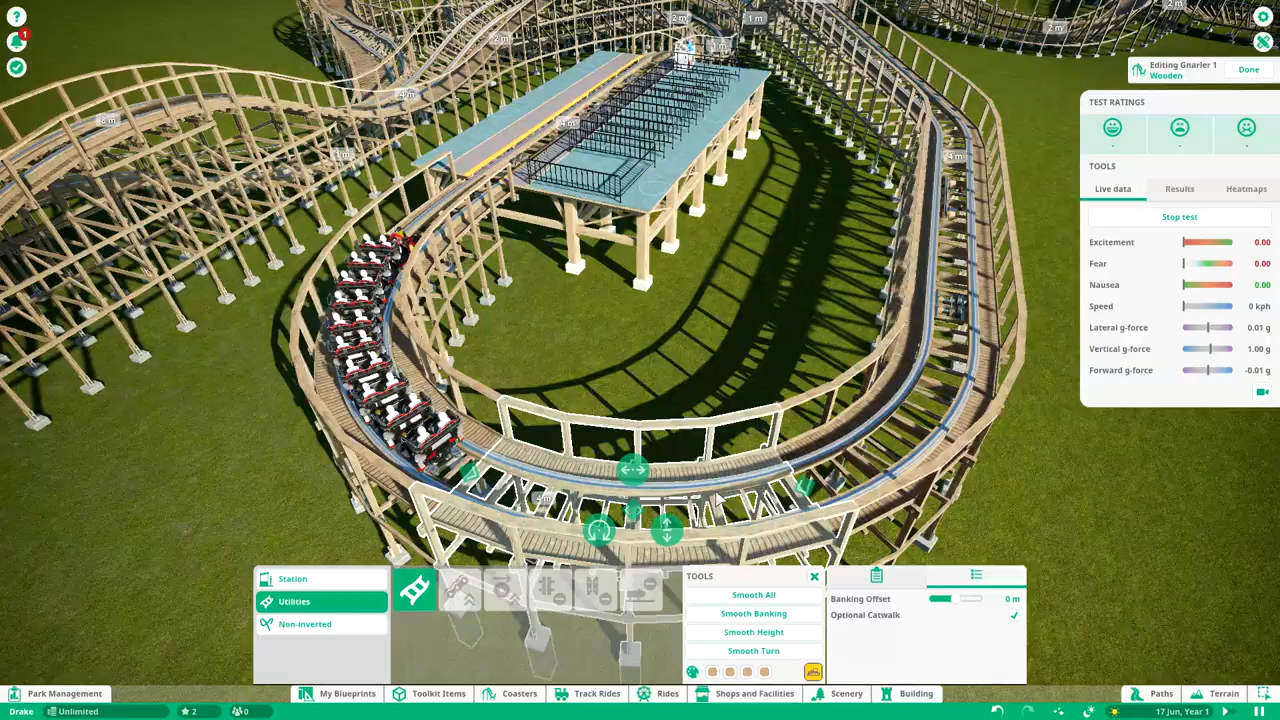 ?
1
2 m
1 m
2 m
2 m
2 m
1 m
4 m
8 m
4 m
1 m
4 m
4 m
Editing Gnarler 1
Wooden
Done
TEST RATINGS
- - -
TOOLS
Live data Results Heatmaps
Stop test
Excitement 0.00
Fear 0.00
Nausea 0.00
Speed 0 kph
Lateral g-force 0.01 g
Vertical g-force 1.00 g
Forward g-force -0.01 g
Station
Utilities
Non-inverted
TOOLS
Smooth All
Smooth Banking
Smooth Height
Smooth Turn
Banking Offset 0 m
Optional Catwalk
Park Management My Blueprints Toolkit Items Coasters Track Rides Rides Shops and Facilities Scenery Building Paths Terrain
Drake Unlimited 2 0 17 Jun, Year 1